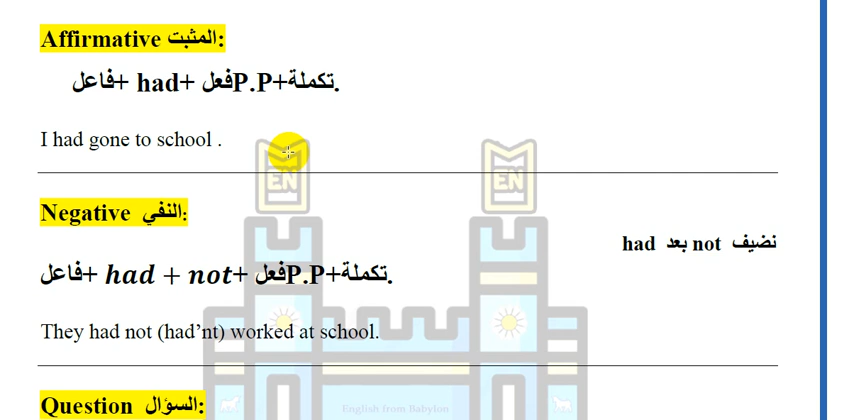 Affirmative المثبت:
فاعل+ had+ فعلP.P+تكملة.
I had gone to school .
EN EN
Negative النفي:
نضيف not بعد had
فاعل+ had + not+ فعلP.P+تكملة.
They had not (had’nt) worked at school.
Question السؤال:
English from Babylon